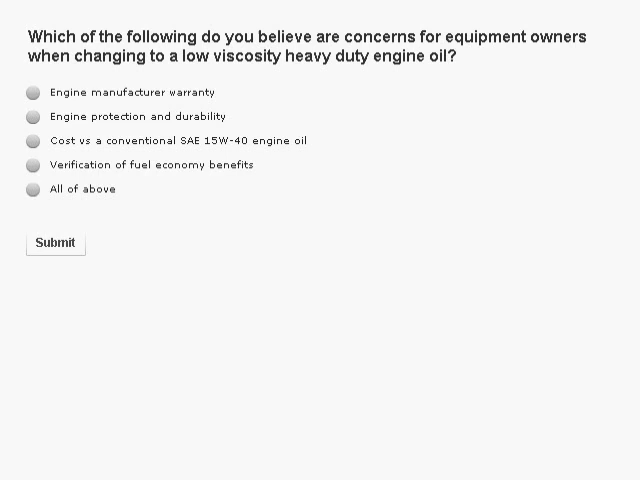 Which of the following do you believe are concerns for equipment owners
when changing to a low viscosity heavy duty engine oil?
Engine manufacturer warranty
Engine protection and durability
Cost vs a conventional SAE 15W-40 engine oil
Verification of fuel economy benefits
All of above
Submit